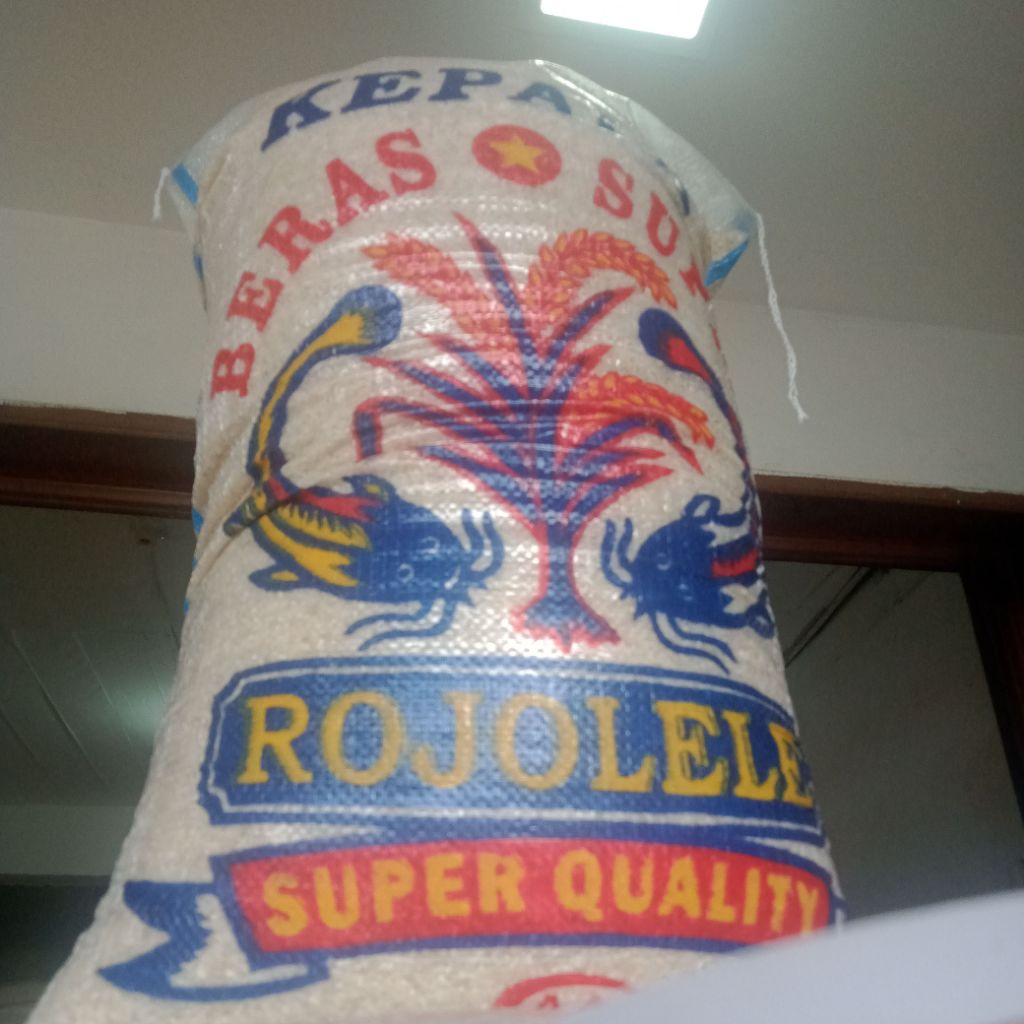 KEPA
BERAS SU
ROJOLELE
SUPER QUALITY